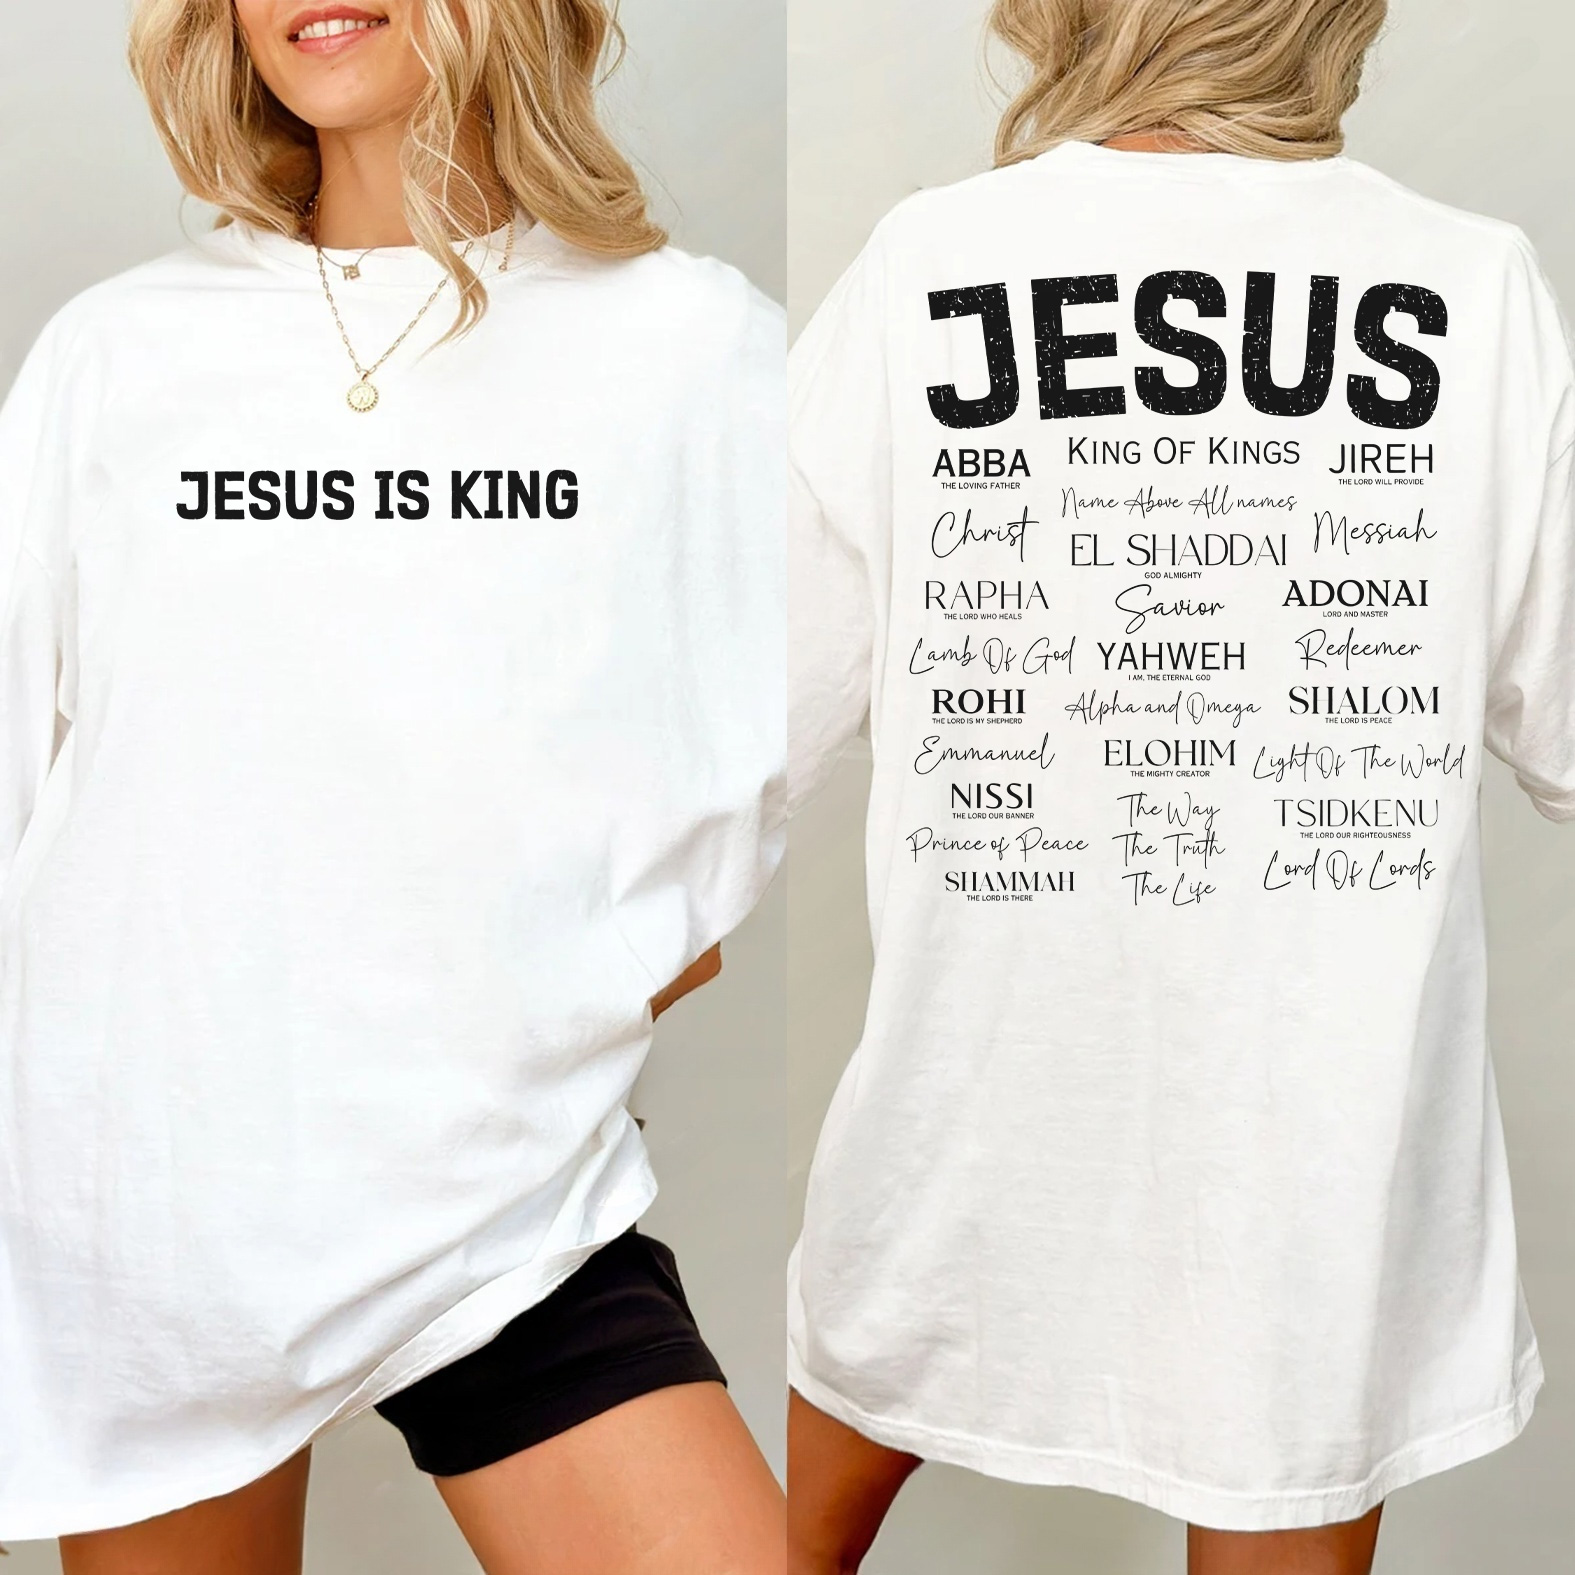 JESUS IS KING
JESUS
King Of Kings
ABBA
THE LOVING FATHER
JIREH
THE LORD WILL PROVIDE
Name Above All names
Christ
Messiah
EL SHADDAI
GOD ALMIGHTY
RAPHA
THE LORD WHO HEALS
Savior
ADONAI
LORD AND MASTER
Lamb Of God
YAHWEH
I AM, THE ETERNAL GOD
Redeemer
ROHI
THE LORD IS MY SHEPHERD
Alpha and Omega
SHALOM
THE LORD IS PEACE
Emmanuel
ELOHIM
THE MIGHTY CREATOR
Light Of The World
NISSI
THE LORD OUR BANNER
The Way
TSIDKENU
THE LORD OUR RIGHTEOUSNESS
Prince of Peace
The Truth
Lord Of Lords
SHAMMAH
THE LORD IS THERE
The Life